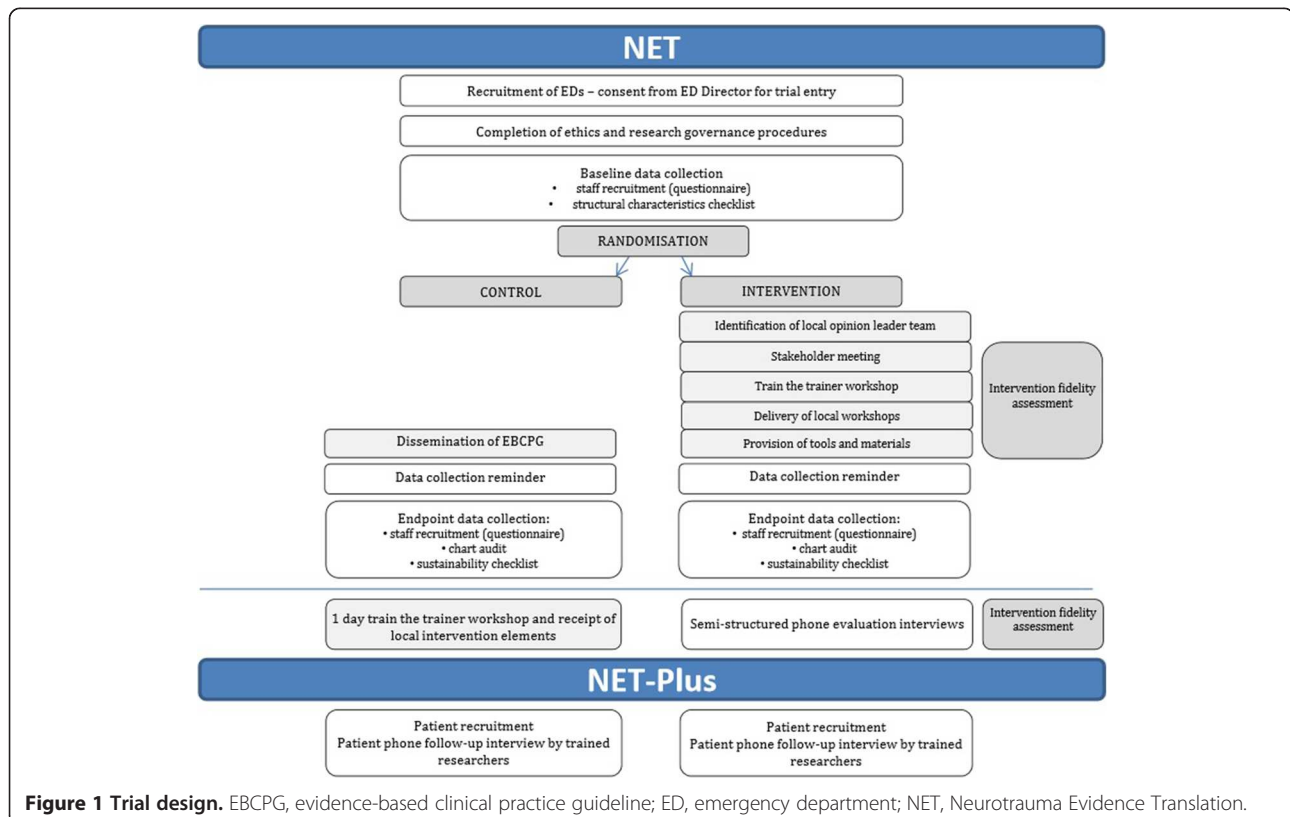 NET
Recruitment of EDs – consent from ED Director for trial entry
Completion of ethics and research governance procedures
Baseline data collection
• staff recruitment (questionnaire)
• structural characteristics checklist
RANDOMISATION
CONTROL
INTERVENTION
Identification of local opinion leader team
Stakeholder meeting
Train the trainer workshop
Delivery of local workshops
Provision of tools and materials
Intervention fidelity
assessment
Dissemination of EBCPG
Data collection reminder
Data collection reminder
Endpoint data collection:
• staff recruitment (questionnaire)
• chart audit
• sustainability checklist
Endpoint data collection:
• staff recruitment (questionnaire)
• chart audit
• sustainability checklist
1 day train the trainer workshop and receipt of
local intervention elements
Semi-structured phone evaluation interviews
Intervention fidelity
assessment
NET-Plus
Patient recruitment
Patient phone follow-up interview by trained
researchers
Patient recruitment
Patient phone follow-up interview by trained
researchers
Figure 1 Trial design. EBCPG, evidence-based clinical practice guideline; ED, emergency department; NET, Neurotrauma Evidence Translation.